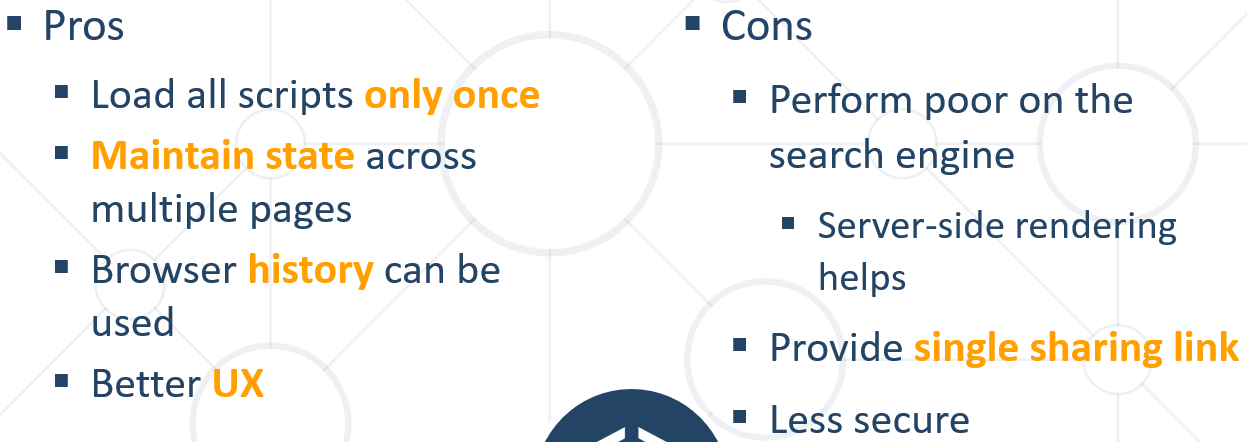 Pros
Load all scripts only once
Maintain state across
multiple pages
Browser history can be
used
Better UX
Cons
Perform poor on the
search engine
Server-side rendering
helps
Provide single sharing link
Less secure